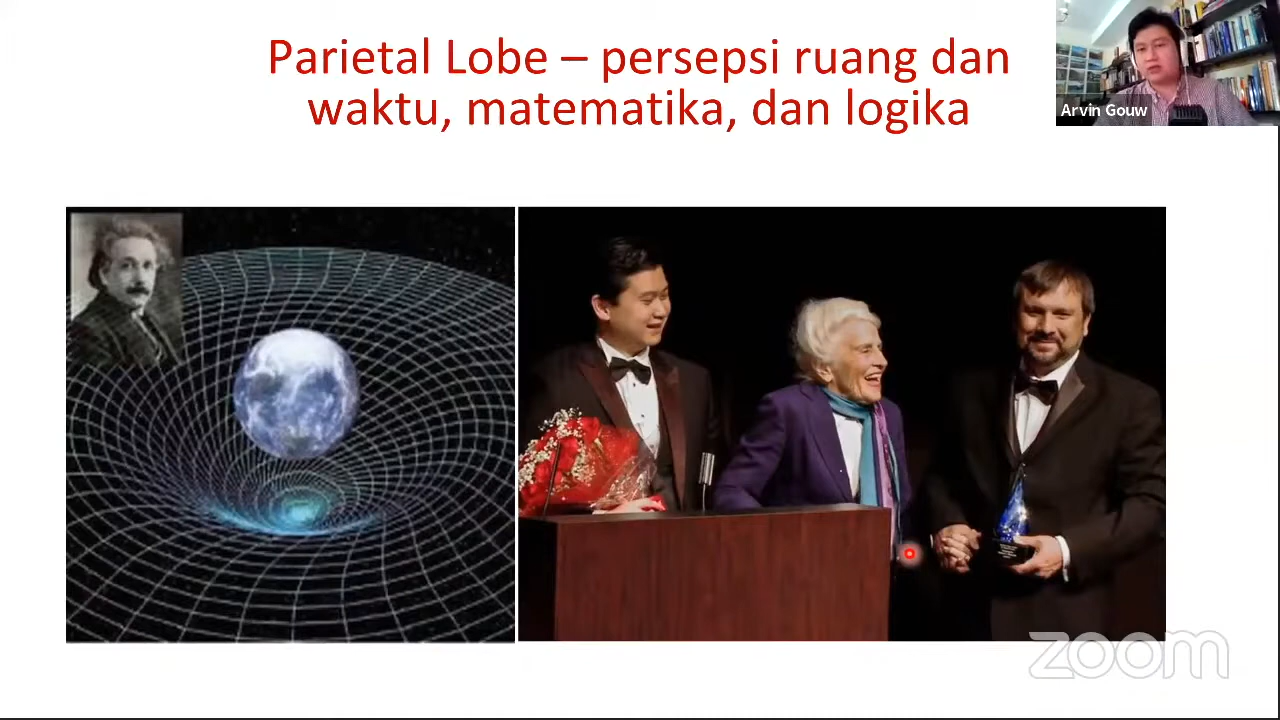 Parietal Lobe – persepsi ruang dan
waktu, matematika, dan logika
Arvin Gouw
zoom